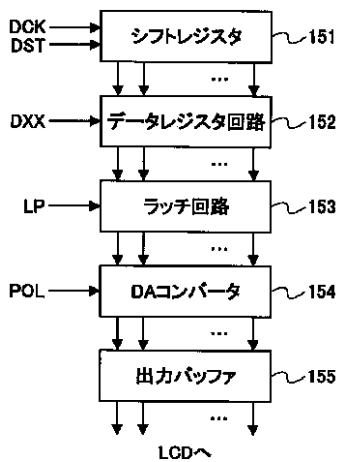 DCK
DST
シフトレジスタ
151
...
DXX
データレジスタ回路
152
...
LP
ラッチ回路
153
...
POL
DAコンバータ
154
...
出力バッファ
155
...
LCDへ